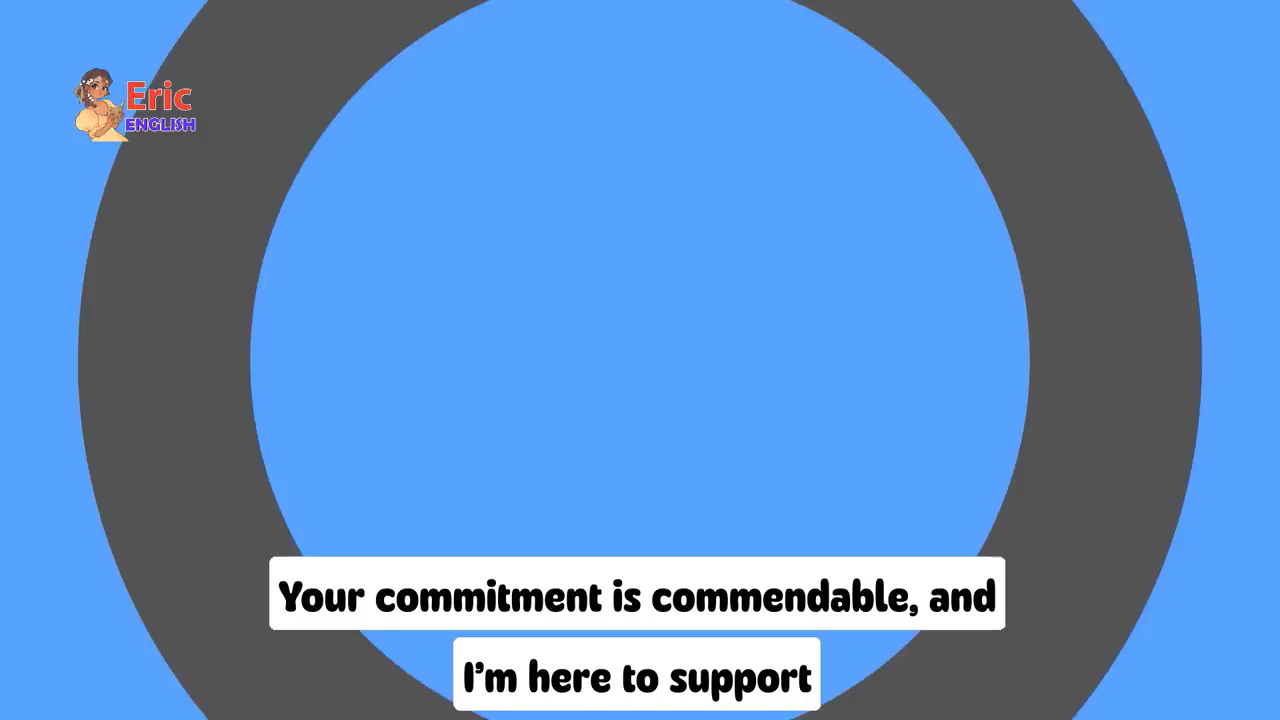 Eric
ENGLISH
Your commitment is commendable, and
I'm here to support